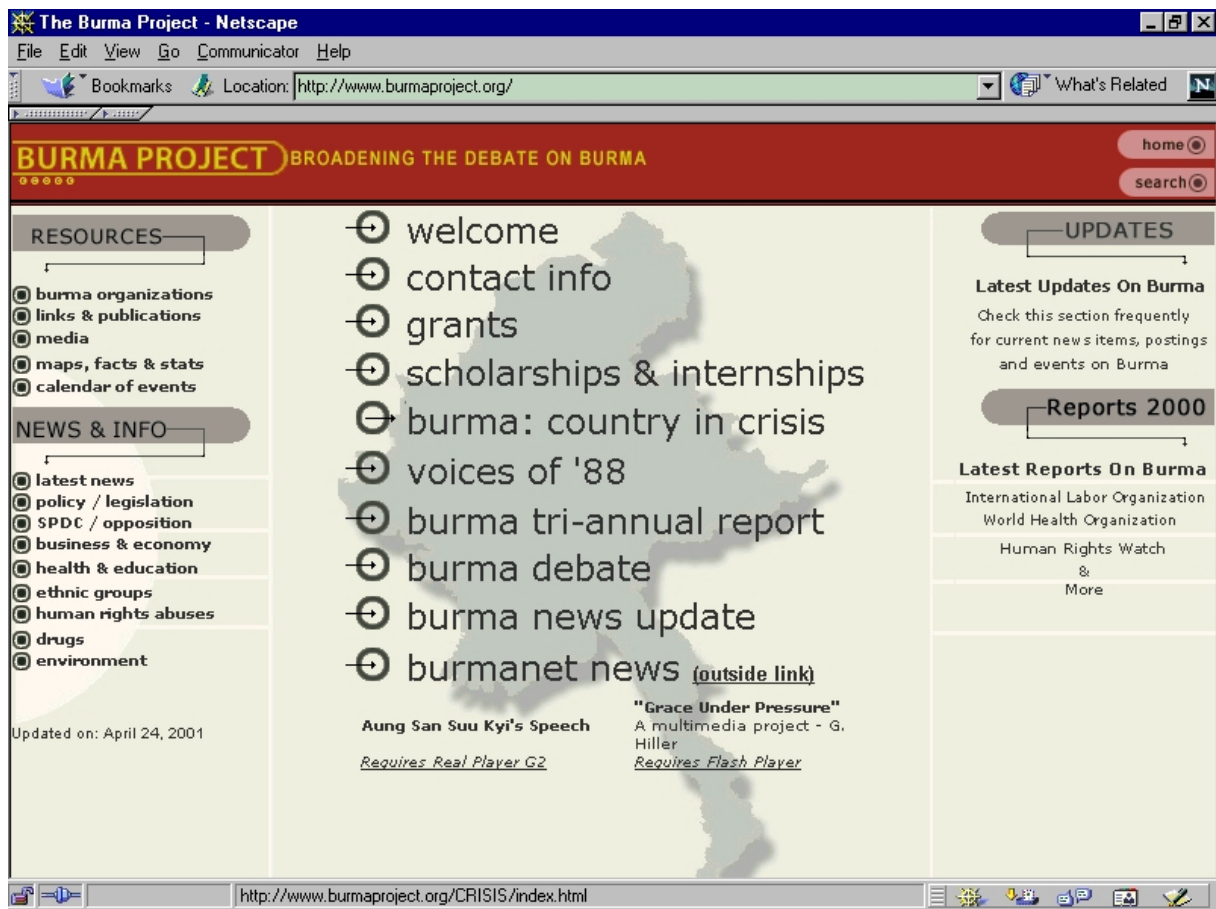 The Burma Project - Netscape
File Edit View Go Communicator Help
Bookmarks Location: http://www.burmaproject.org/ What's Related N
BURMA PROJECT BROADENING THE DEBATE ON BURMA
home
search
RESOURCES
burma organizations
links & publications
media
maps, facts & stats
calendar of events
NEWS & INFO
latest news
policy / legislation
SPDC / opposition
business & economy
health & education
ethnic groups
human rights abuses
drugs
environment
Updated on: April 24, 2001
welcome
contact info
grants
scholarships & internships
burma: country in crisis
voices of '88
burma tri-annual report
burma debate
burma news update
burmanet news (outside link)
Aung San Suu Kyi's Speech
Requires Real Player G2
"Grace Under Pressure"
A multimedia project - G.
Hiller
Requires Flash Player
UPDATES
Latest Updates On Burma
Check this section frequently
for current news items, postings
and events on Burma
Reports 2000
Latest Reports On Burma
International Labor Organization
World Health Organization
Human Rights Watch
&
More
http://www.burmaproject.org/CRISIS/index.html